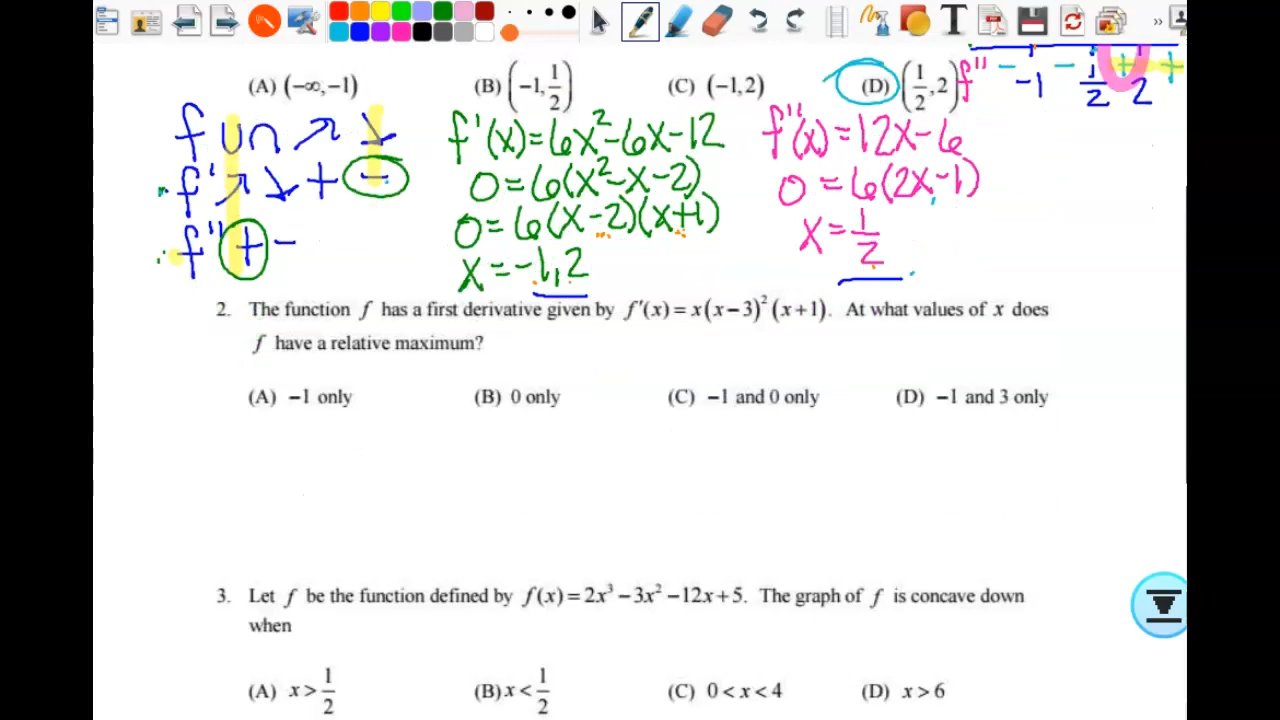 (A) (−∞, −1) (B) (−1, 1/2) (C) (−1, 2) (D) (1/2, 2)
f'' − −1 − 1/2 + 2 +
f ∪ ∩ ↗ ↘
f' ↗ ↘ + −
f'' + −
f'(x) = 6x² − 6x − 12
0 = 6(x² − x − 2)
0 = 6(x − 2)(x + 1)
x = −1, 2
f''(x) = 12x − 6
0 = 6(2x − 1)
x = 1/2
2. The function f has a first derivative given by f'(x) = x(x−3)²(x+1). At what values of x does
f have a relative maximum?
(A) −1 only (B) 0 only (C) −1 and 0 only (D) −1 and 3 only
3. Let f be the function defined by f(x) = 2x³ − 3x² − 12x + 5. The graph of f is concave down
when
(A) x > 1/2 (B) x < 1/2 (C) 0 < x < 4 (D) x > 6